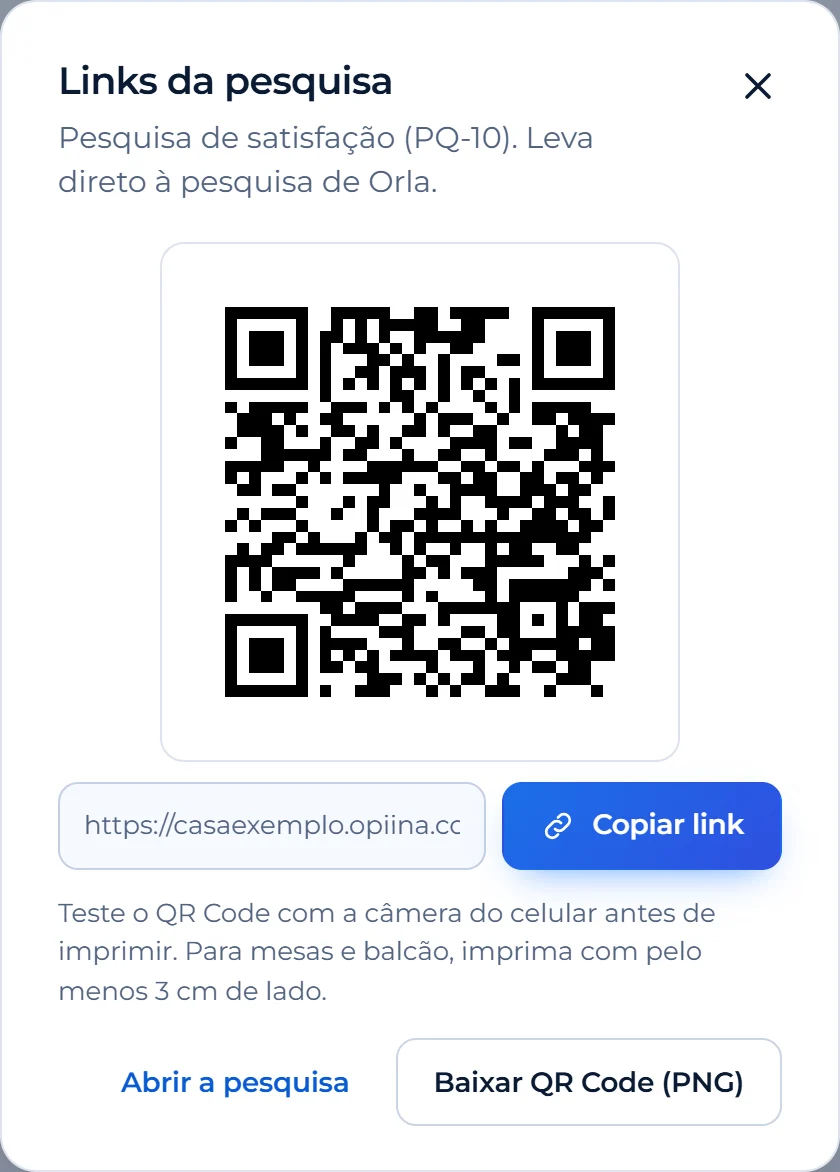 Links da pesquisa
Pesquisa de satisfação (PQ-10). Leva
direto à pesquisa de Orla.
https://casaexemplo.opiina.cc
Copiar link
Teste o QR Code com a câmera do celular antes de
imprimir. Para mesas e balcão, imprima com pelo
menos 3 cm de lado.
Abrir a pesquisa
Baixar QR Code (PNG)